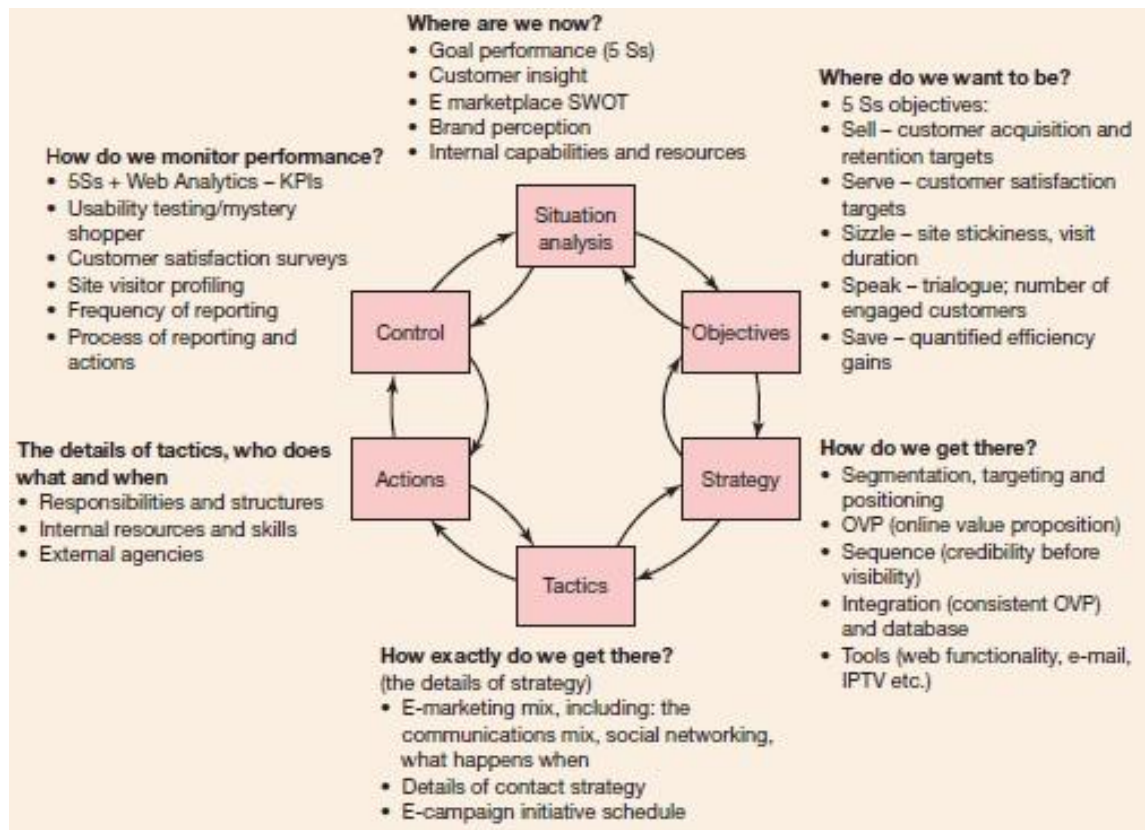 Where are we now?
• Goal performance (5 Ss)
• Customer insight
• E marketplace SWOT
• Brand perception
• Internal capabilities and resources
Where do we want to be?
• 5 Ss objectives:
• Sell – customer acquisition and
retention targets
• Serve – customer satisfaction
targets
• Sizzle – site stickiness, visit
duration
• Speak – trialogue; number of
engaged customers
• Save – quantified efficiency
gains
How do we monitor performance?
• 5Ss + Web Analytics – KPIs
• Usability testing/mystery
shopper
• Customer satisfaction surveys
• Site visitor profiling
• Frequency of reporting
• Process of reporting and
actions
Situation
analysis
Control
Objectives
Actions
Strategy
Tactics
The details of tactics, who does
what and when
• Responsibilities and structures
• Internal resources and skills
• External agencies
How do we get there?
• Segmentation, targeting and
positioning
• OVP (online value proposition)
• Sequence (credibility before
visibility)
• Integration (consistent OVP)
and database
• Tools (web functionality, e-mail,
IPTV etc.)
How exactly do we get there?
(the details of strategy)
• E-marketing mix, including: the
communications mix, social networking,
what happens when
• Details of contact strategy
• E-campaign initiative schedule